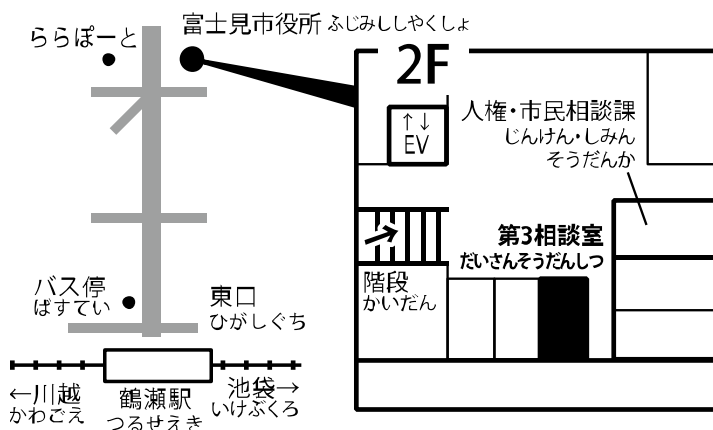 富士見市役所 ふじみししやくしょ
ららぽーと
2F
↑↓
EV
人権・市民相談課
じんけん・しみん
そうだんか
第3相談室
だいさんそうだんしつ
階段
かいだん
バス停
ばすてい
東口
ひがしぐち
←川越
かわごえ
鶴瀬駅
つるせえき
池袋→
いけぶくろ